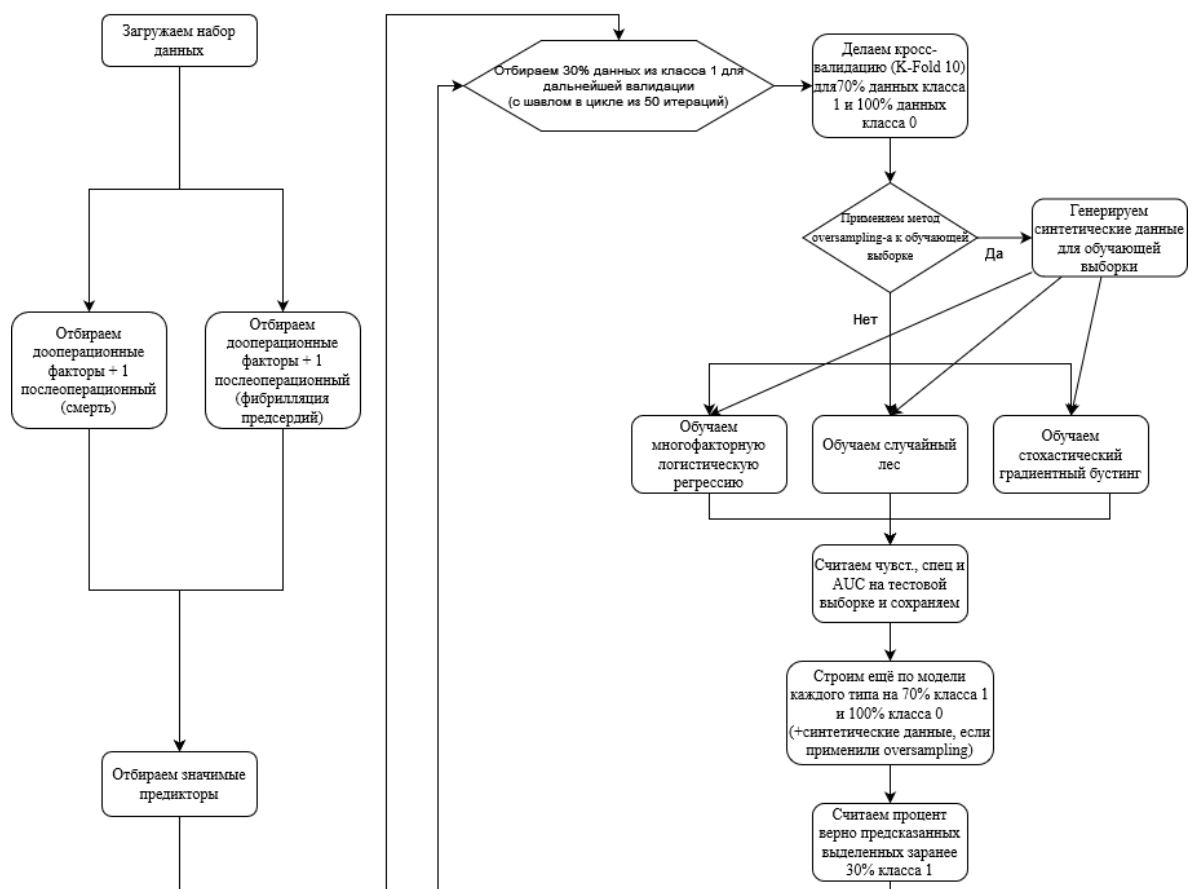 Загружаем набор
данных
Отбираем
дооперационные
факторы + 1
послеоперационный
(смерть)
Отбираем
дооперационные
факторы + 1
послеоперационный
(фибрилляция
предсердий)
Отбираем значимые
предикторы
Отбираем 30% данных из класса 1 для
дальнейшей валидации
(с шавлом в цикле из 50 итераций)
Делаем кросс-
валидацию (K-Fold 10)
для70% данных класса
1 и 100% данных
класса 0
Применяем метод
oversampling-а к обучающей
выборке
Да
Генерируем
синтетические данные
для обучающей
выборки
Нет
Обучаем
многофакторную
логистическую
регрессию
Обучаем случайный
лес
Обучаем
стохастический
градиентный бустинг
Считаем чувст., спец и
AUC на тестовой
выборке и сохраняем
Строим ещё по модели
каждого типа на 70% класса 1
и 100% класса 0
(+синтетические данные, если
применили oversampling)
Считаем процент
верно предсказанных
выделенных заранее
30% класса 1